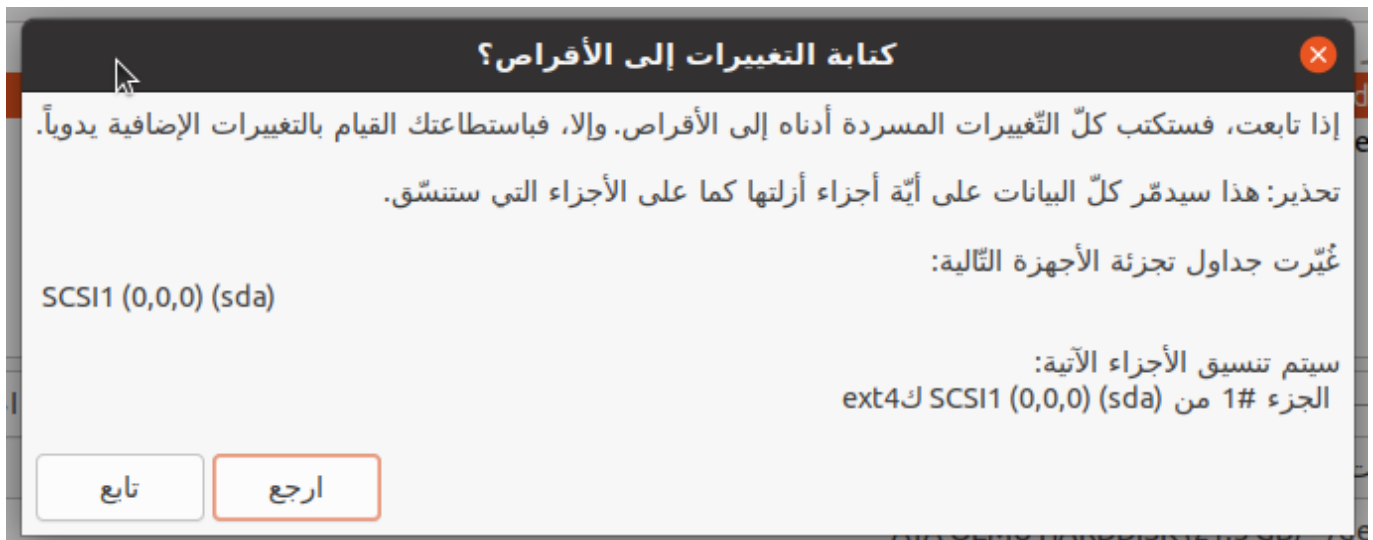 كتابة التغييرات إلى الأقراص؟
إذا تابعت، فستكتب كلّ التّغييرات المسردة أدناه إلى الأقراص. وإلا، فباستطاعتك القيام بالتغييرات الإضافية يدوياً.
تحذير: هذا سيدمّر كلّ البيانات على أيّة أجزاء أزلتها كما على الأجزاء التي ستنسّق.
غُيّرت جداول تجزئة الأجهزة التّالية:
SCSI1 (0,0,0) (sda)
سيتم تنسيق الأجزاء الآتية:
الجزء #1 من SCSI1 (0,0,0) (sda) كext4
ارجع
تابع